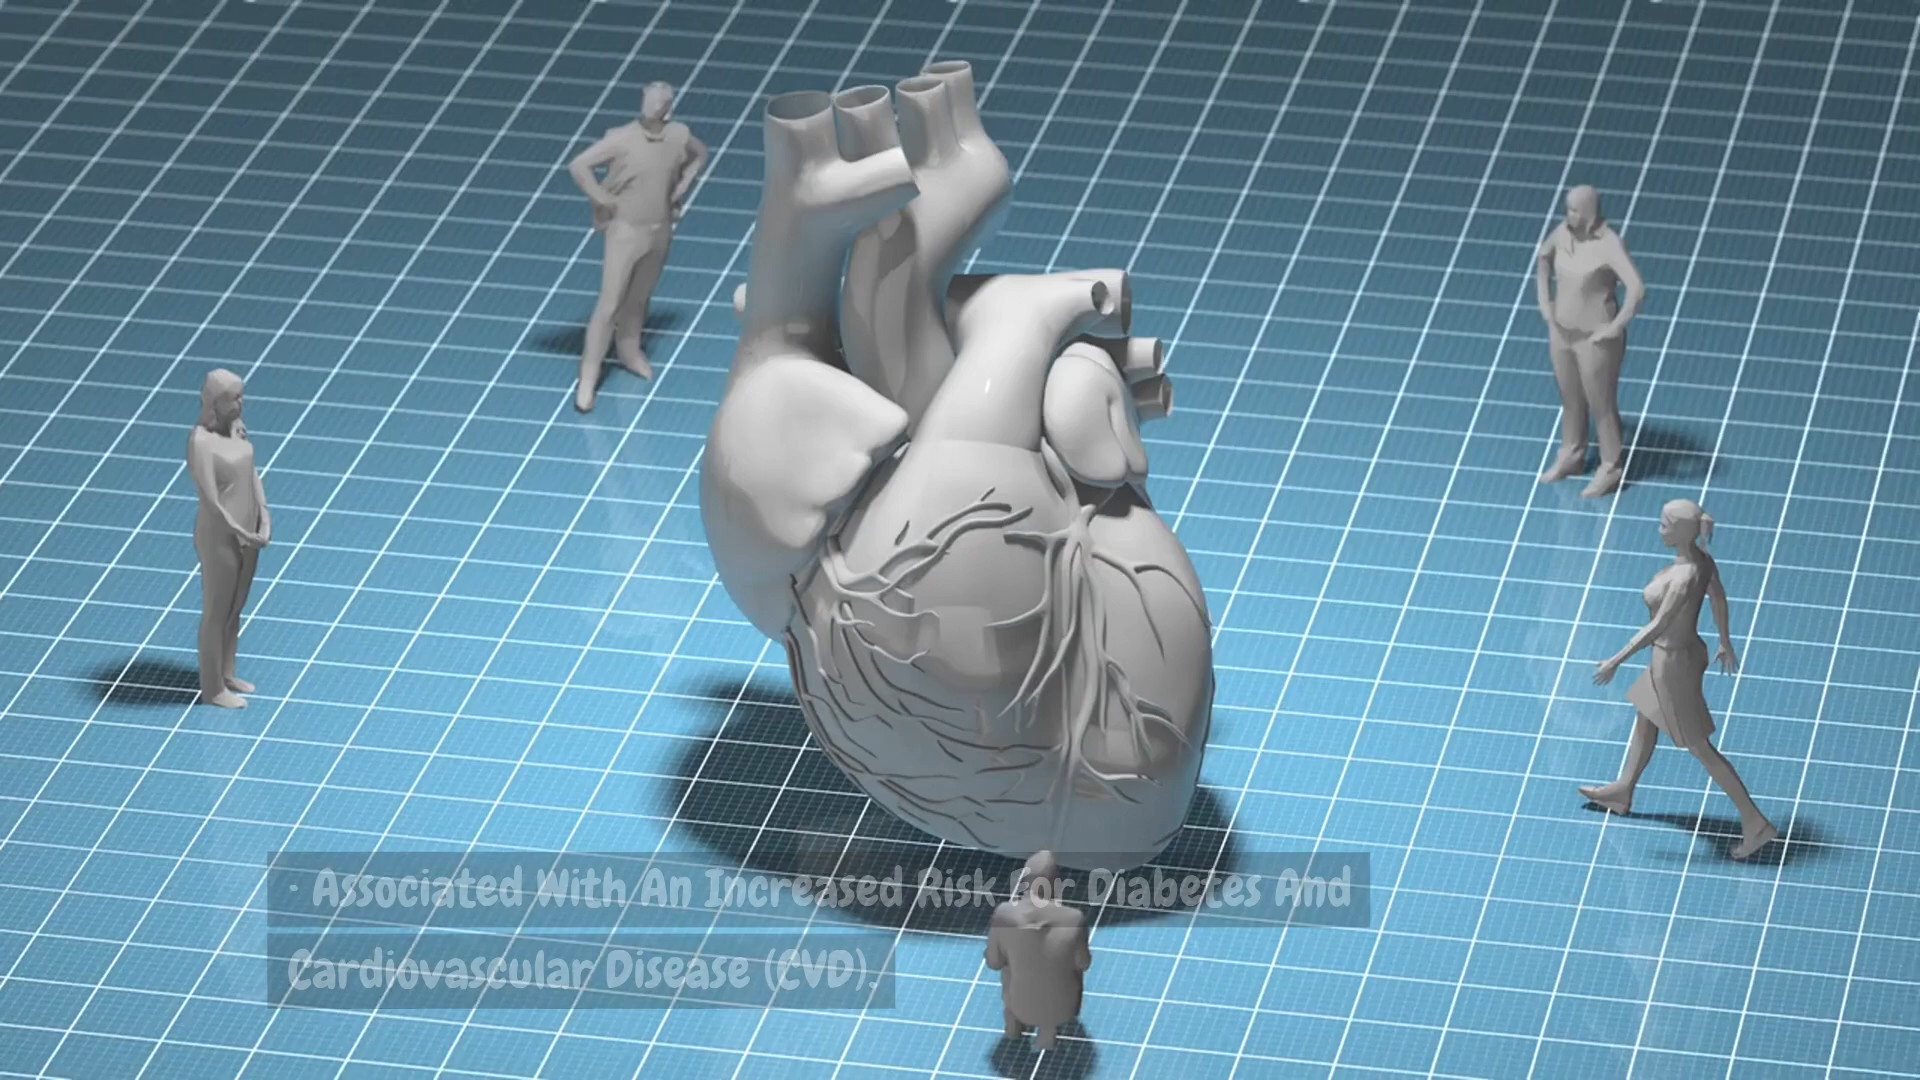 · Associated With An Increased Risk For Diabetes And
Cardiovascular Disease (CVD).